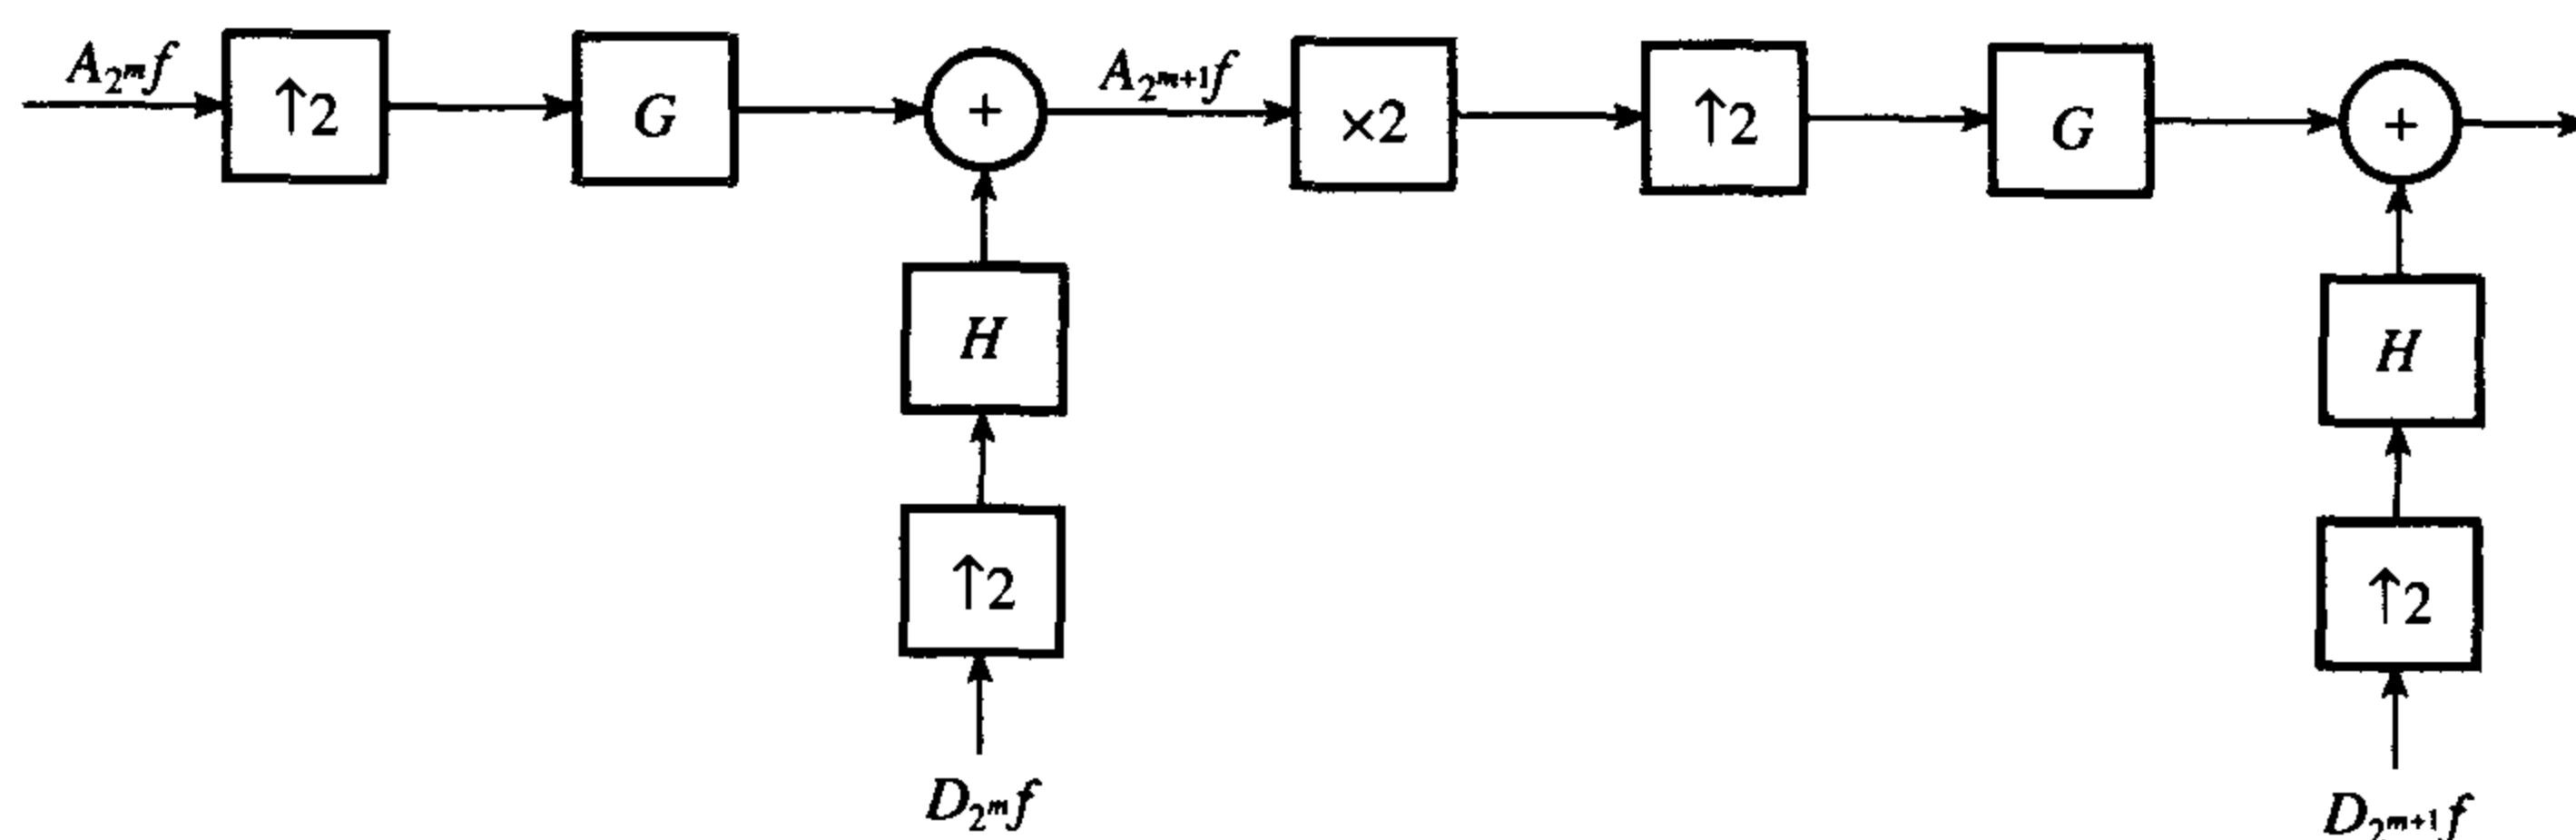 A_{2^m}f
↑2
G
+
A_{2^{m+1}}f
×2
↑2
G
+
H
H
↑2
↑2
D_{2^m}f
D_{2^{m+1}}f